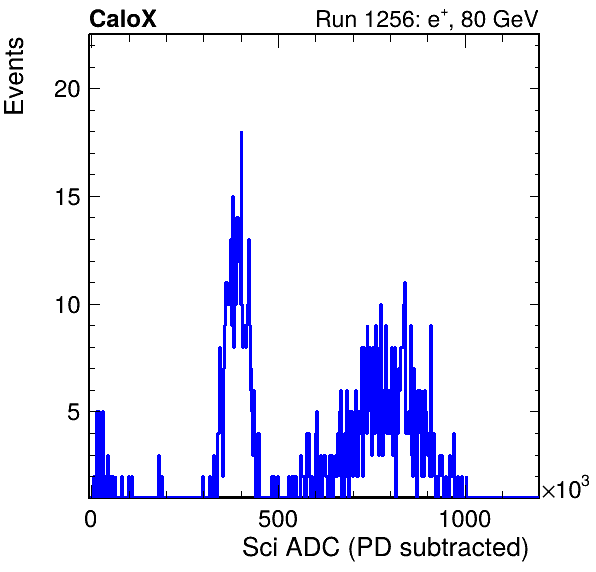 CaloX Run 1256: e⁺, 80 GeV
Events
20
15
10
5
0 500 1000 ×10³
Sci ADC (PD subtracted)